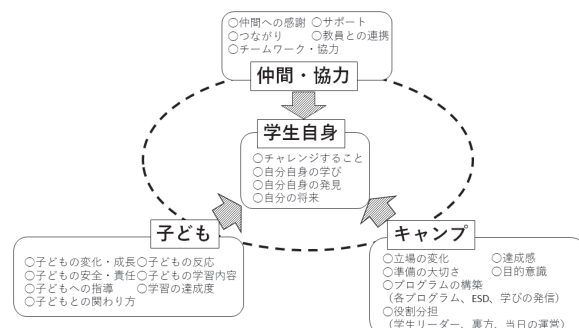 ○仲間への感謝 ○サポート
○つながり ○教員との連携
○チームワーク・協力
仲間・協力
学生自身
○チャレンジすること
○自分自身の学び
○自分自身の発見
○自分の将来
子ども
○子どもの変化・成長○子どもの反応
○子どもの安全・責任○子どもの学習内容
○子どもへの指導 ○学習の達成度
○子どもとの関わり方
キャンプ
○立場の変化 ○達成感
○準備の大切さ ○目的意識
○プログラムの構築
（各プログラム、ESD、学びの発信）
○役割分担
（学生リーダー、裏方、当日の運営）